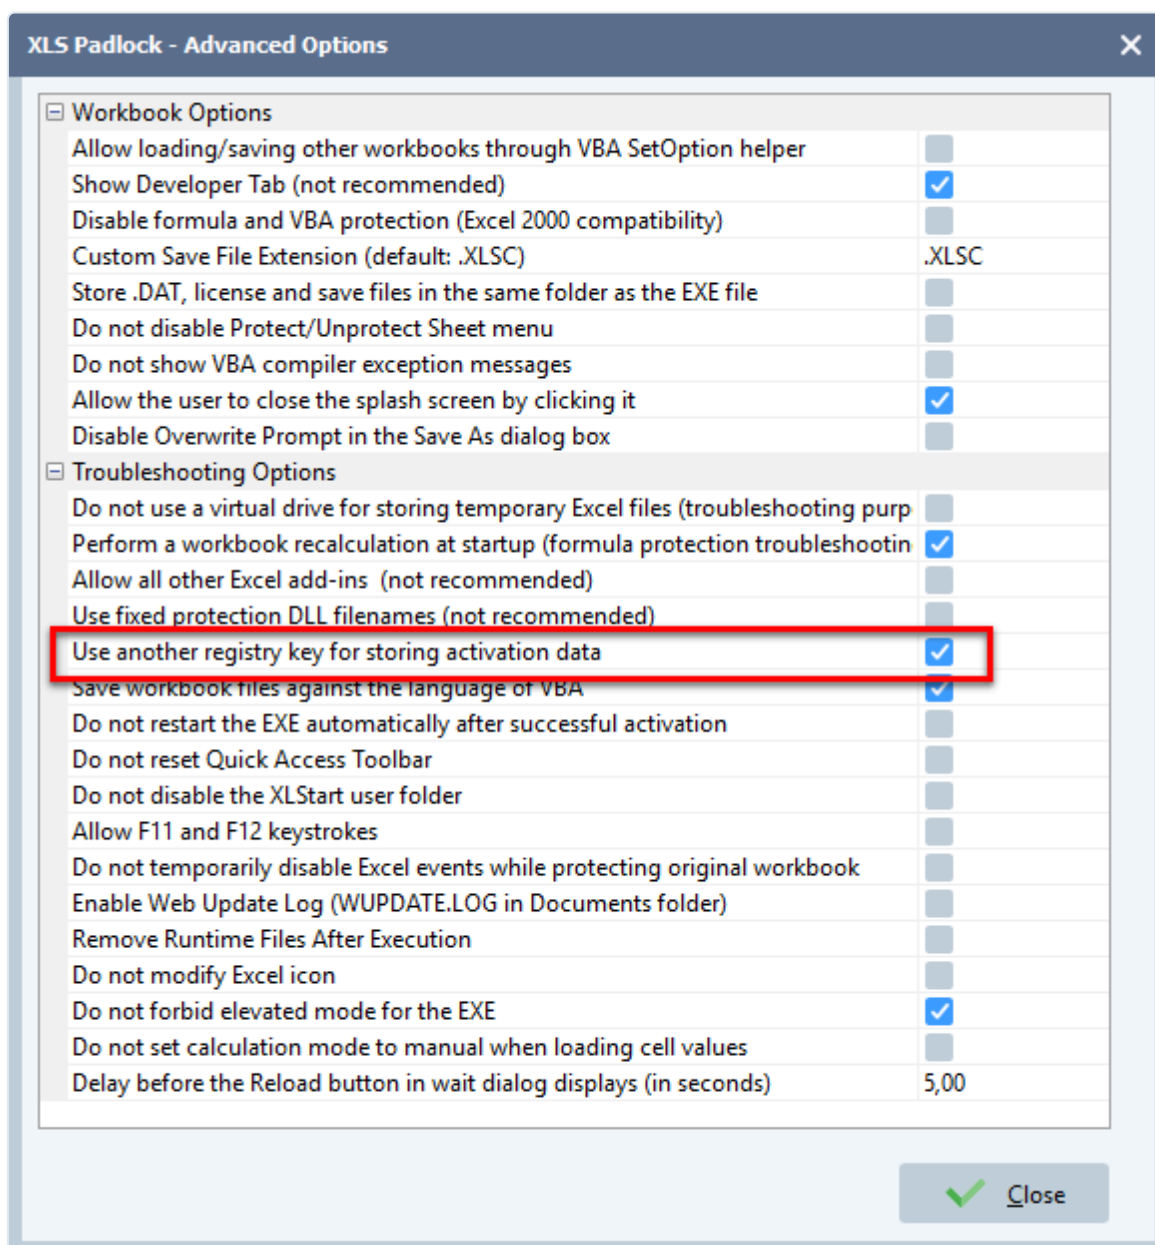 XLS Padlock - Advanced Options
Workbook Options
Allow loading/saving other workbooks through VBA SetOption helper
Show Developer Tab (not recommended)
Disable formula and VBA protection (Excel 2000 compatibility)
Custom Save File Extension (default: .XLSC) .XLSC
Store .DAT, license and save files in the same folder as the EXE file
Do not disable Protect/Unprotect Sheet menu
Do not show VBA compiler exception messages
Allow the user to close the splash screen by clicking it
Disable Overwrite Prompt in the Save As dialog box
Troubleshooting Options
Do not use a virtual drive for storing temporary Excel files (troubleshooting purp
Perform a workbook recalculation at startup (formula protection troubleshootin
Allow all other Excel add-ins (not recommended)
Use fixed protection DLL filenames (not recommended)
Use another registry key for storing activation data
Save workbook files against the language of VBA
Do not restart the EXE automatically after successful activation
Do not reset Quick Access Toolbar
Do not disable the XLStart user folder
Allow F11 and F12 keystrokes
Do not temporarily disable Excel events while protecting original workbook
Enable Web Update Log (WUPDATE.LOG in Documents folder)
Remove Runtime Files After Execution
Do not modify Excel icon
Do not forbid elevated mode for the EXE
Do not set calculation mode to manual when loading cell values
Delay before the Reload button in wait dialog displays (in seconds) 5,00
Close